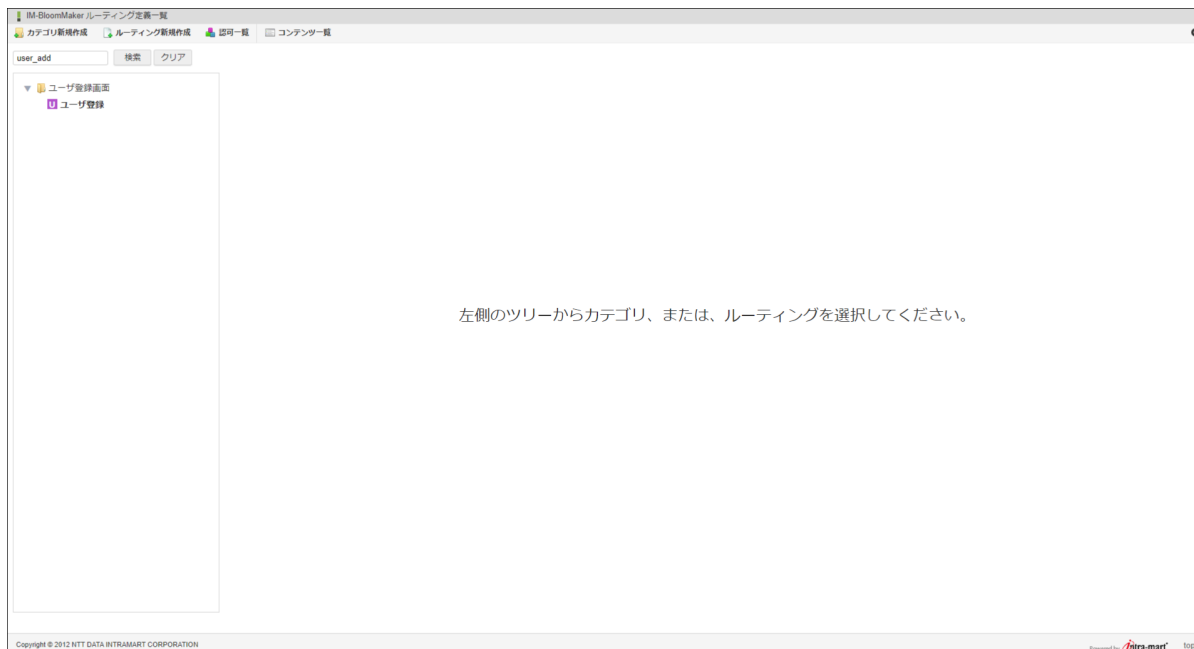 IM-BloomMaker ルーティング定義一覧
カテゴリ新規作成 ルーティング新規作成 認可一覧 コンテンツ一覧
user_add 検索 クリア
ユーザ登録画面
U ユーザ登録
左側のツリーからカテゴリ、または、ルーティングを選択してください。
Copyright © 2012 NTT DATA INTRAMART CORPORATION Powered by intra-mart top